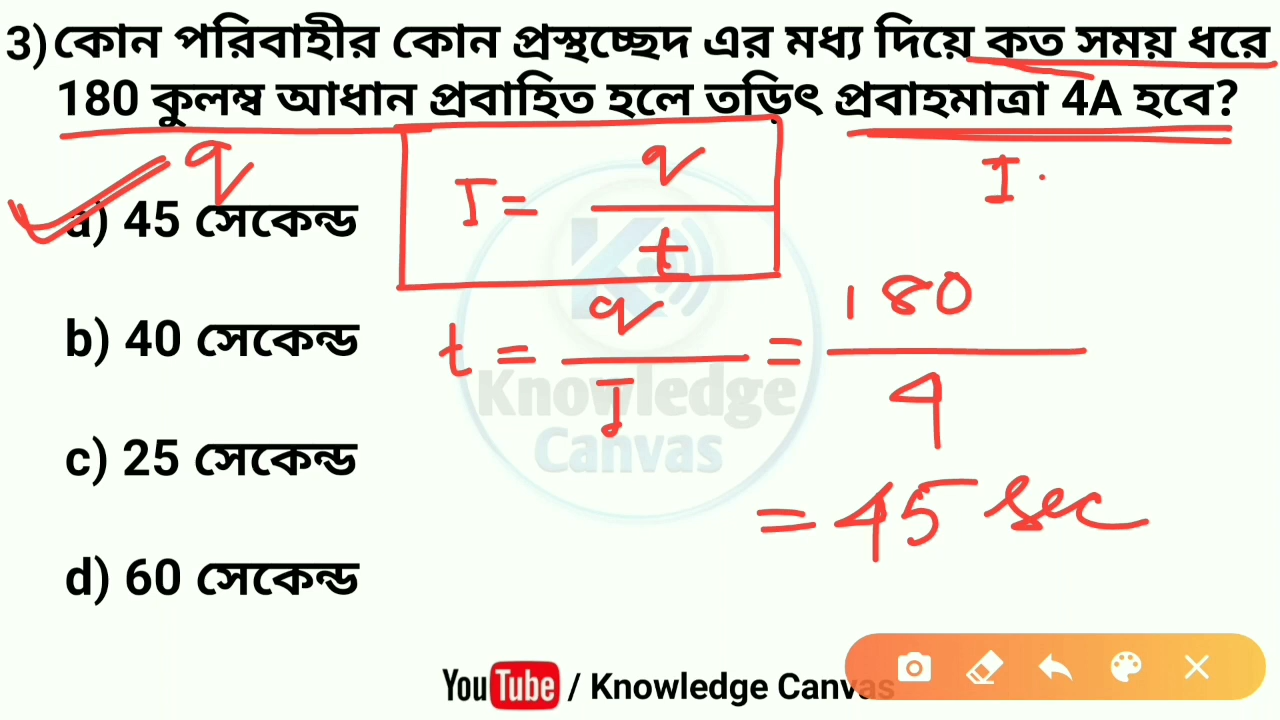 3) কোন পরিবাহীর কোন প্রস্থচ্ছেদ এর মধ্য দিয়ে কত সময় ধরে
180 কুলম্ব আধান প্রবাহিত হলে তড়িৎ প্রবাহমাত্রা 4A হবে?
q
I
a) 45 সেকেন্ড
I = q / t
b) 40 সেকেন্ড
t = q / I = 180 / 4
Knowledge
Canvas
c) 25 সেকেন্ড
= 45 sec
d) 60 সেকেন্ড
YouTube / Knowledge Canvas